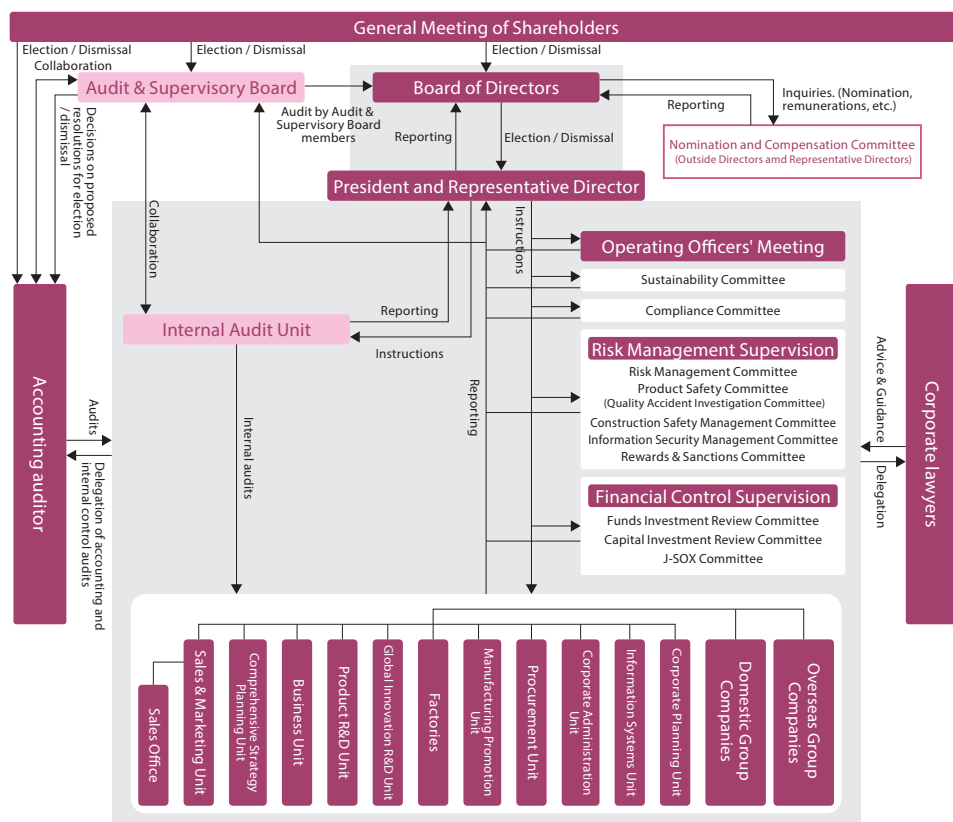 General Meeting of Shareholders
Election / Dismissal
Collaboration
Election / Dismissal
Election / Dismissal
Audit & Supervisory Board
Board of Directors
Audit by Audit &
Supervisory Board
members
Reporting
Election / Dismissal
Inquiries. (Nomination,
remunerations, etc.)
Reporting
Nomination and Compensation Committee
(Outside Directors and Representative Directors)
Decisions on proposed
resolutions for election
/ dismissal
President and Representative Director
Collaboration
Instructions
Operating Officers' Meeting
Sustainability Committee
Compliance Committee
Internal Audit Unit
Reporting
Instructions
Risk Management Supervision
Risk Management Committee
Product Safety Committee
(Quality Accident Investigation Committee)
Construction Safety Management Committee
Information Security Management Committee
Rewards & Sanctions Committee
Reporting
Internal audits
Financial Control Supervision
Funds Investment Review Committee
Capital Investment Review Committee
J-SOX Committee
Accounting auditor
Audits
Delegation of accounting and
internal control audits
Advice & Guidance
Delegation
Corporate lawyers
Sales Office
Sales & Marketing Unit
Comprehensive Strategy
Planning Unit
Business Unit
Product R&D Unit
Global Innovation R&D Unit
Factories
Manufacturing Promotion
Unit
Procurement Unit
Corporate Administration
Unit
Information Systems Unit
Corporate Planning Unit
Domestic Group
Companies
Overseas Group
Companies